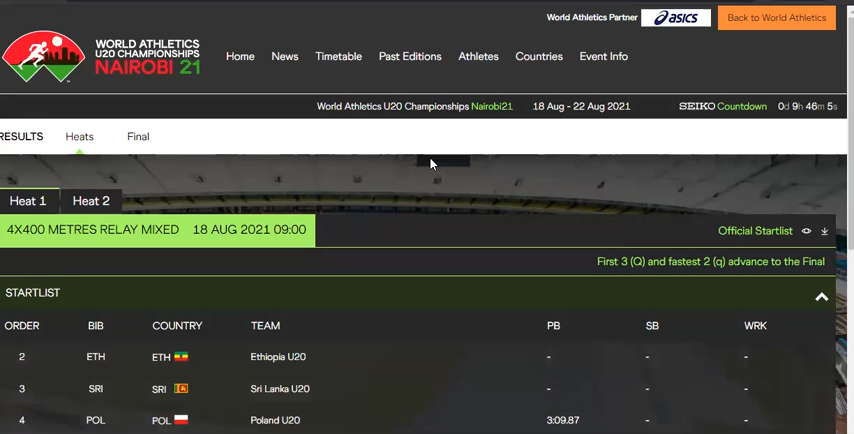 World Athletics Partner asics Back to World Athletics
WORLD ATHLETICS
U20 CHAMPIONSHIPS
NAIROBI 21
Home News Timetable Past Editions Athletes Countries Event Info
World Athletics U20 Championships Nairobi21 18 Aug - 22 Aug 2021 SEIKO Countdown 0d 9h 46m 5s
RESULTS Heats Final
Heat 1 Heat 2
4X400 METRES RELAY MIXED 18 AUG 2021 09:00 Official Startlist
First 3 (Q) and fastest 2 (q) advance to the Final
STARTLIST
ORDER BIB COUNTRY TEAM PB SB WRK
2 ETH ETH Ethiopia U20 - - -
3 SRI SRI Sri Lanka U20 - - -
4 POL POL Poland U20 3:09.87 - -